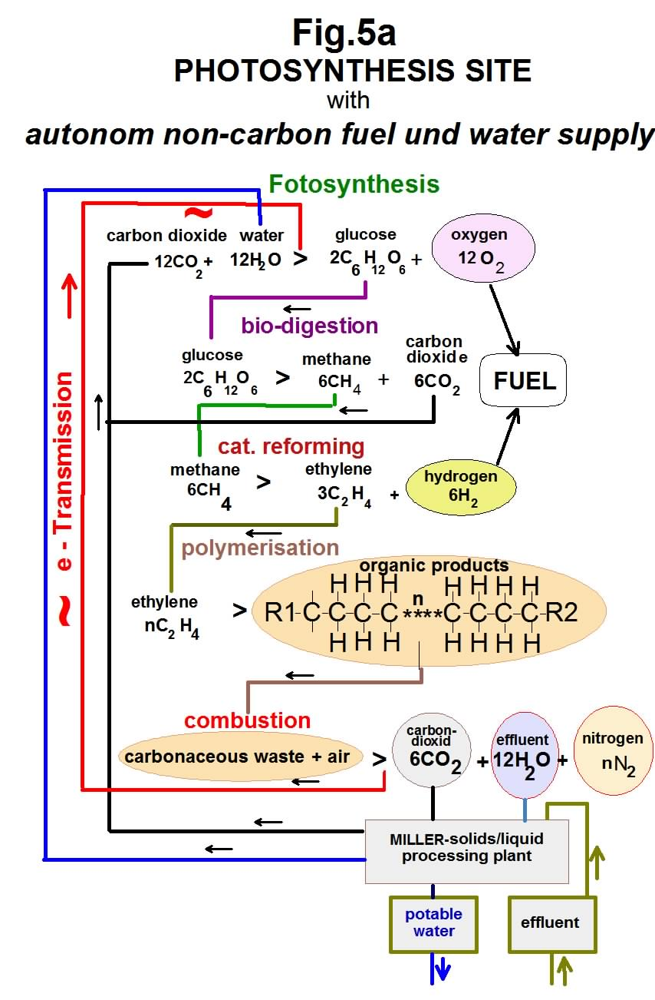 Fig.5a
PHOTOSYNTHESIS SITE
with
autonom non-carbon fuel und water supply
Fotosynthesis
~
carbon dioxide water glucose oxygen
12CO2+ 12H2O > 2C6H12O6 + 12 O2
bio-digestion
glucose methane carbon dioxide
2C6H12O6 > 6CH4 + 6CO2
FUEL
cat. reforming
methane ethylene hydrogen
6CH4 > 3C2H4 + 6H2
~ e - Transmission
polymerisation
organic products
ethylene
H H H n H H H H
nC2H4 > R1-C-C-C-C ****C-C-C-C-R2
H H H H H H H
combustion
carbon-
dioxid effluent nitrogen
carbonaceous waste + air > 6CO2 + 12H2O + nN2
MILLER-solids/liquid
processing plant
potable
water
effluent